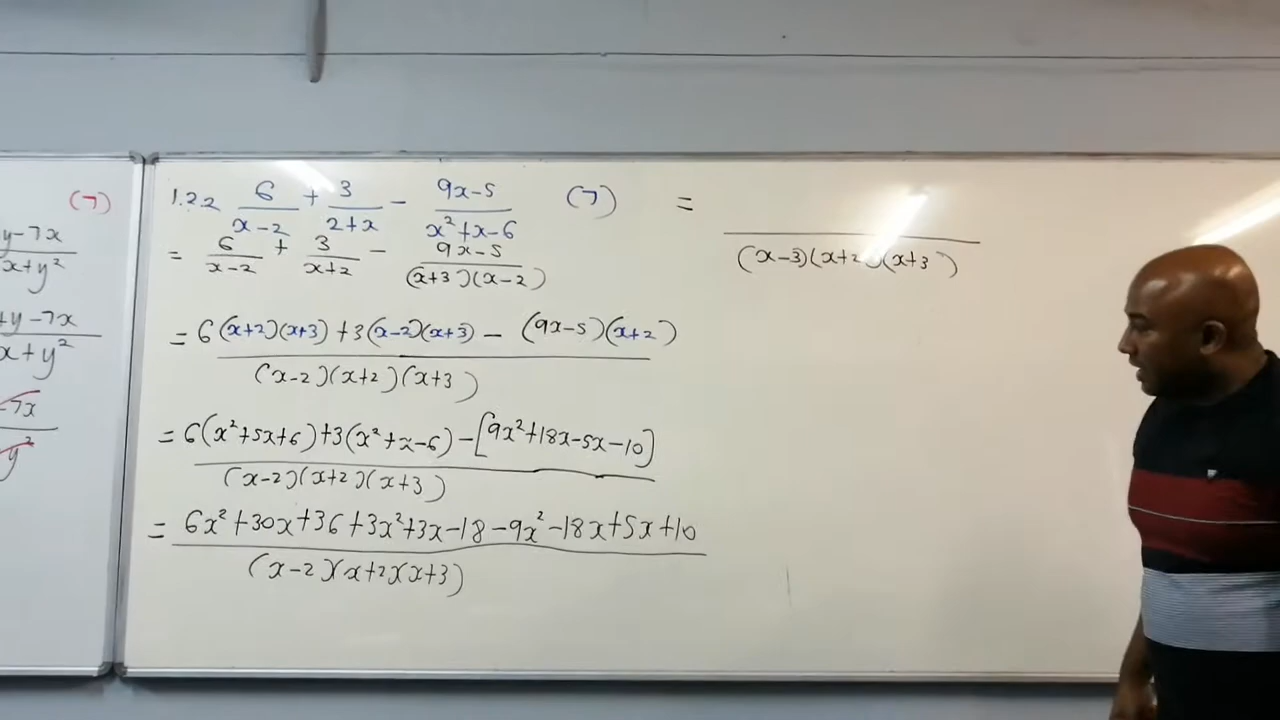 (7)
y-7x
x+y²
+y-7x
x+y²
-7x
y²
1.2.2 6/(x-2) + 3/(2+x) - (9x-5)/(x²+x-6) (7)
= 6/(x-2) + 3/(x+2) - (9x-5)/((x+3)(x-2))
= 6(x+2)(x+3) + 3(x-2)(x+3) - (9x-5)(x+2)
(x-2)(x+2)(x+3)
= 6(x²+5x+6) + 3(x²+x-6) - [9x²+18x-5x-10]
(x-2)(x+2)(x+3)
= 6x²+30x+36+3x²+3x-18-9x²-18x+5x+10
(x-2)(x+2)(x+3)
=
(x-3)(x+2)(x+3)